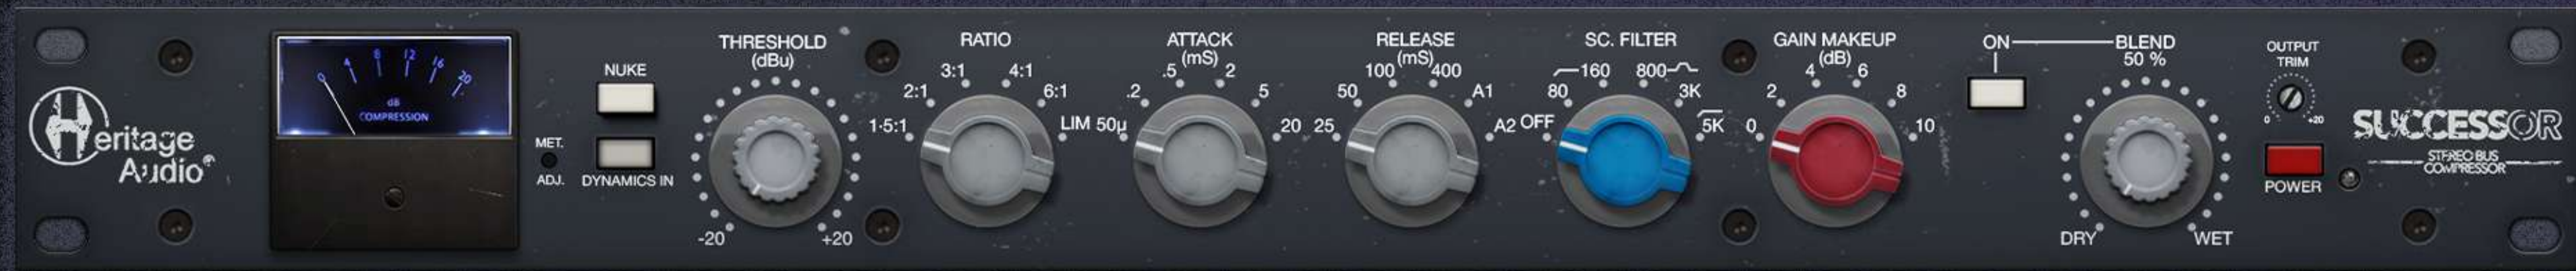 Heritage
Audio®
0 4 8 12 16 20
dB
COMPRESSION
MET.
ADJ.
NUKE
DYNAMICS IN
THRESHOLD
(dBu)
-20 +20
RATIO
1·5:1 2:1 3:1 4:1 6:1 LIM
ATTACK
(mS)
50µ .2 .5 2 5 20
RELEASE
(mS)
25 50 100 400 A1 A2
SC. FILTER
OFF 80 160 800 3K 5K
GAIN MAKEUP
(dB)
0 2 4 6 8 10
ON
BLEND
50 %
DRY WET
OUTPUT
TRIM
0 +20
POWER
SUCCESSOR
STEREO BUS
COMPRESSOR